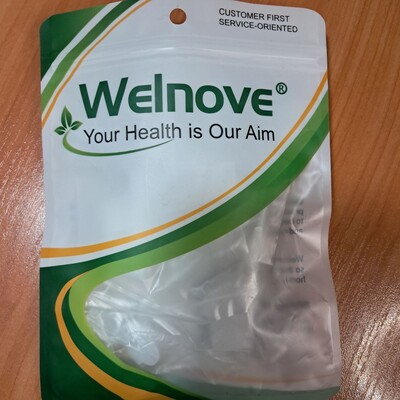 CUSTOMER FIRST
SERVICE-ORIENTED
Welnove®
Your Health is Our Aim